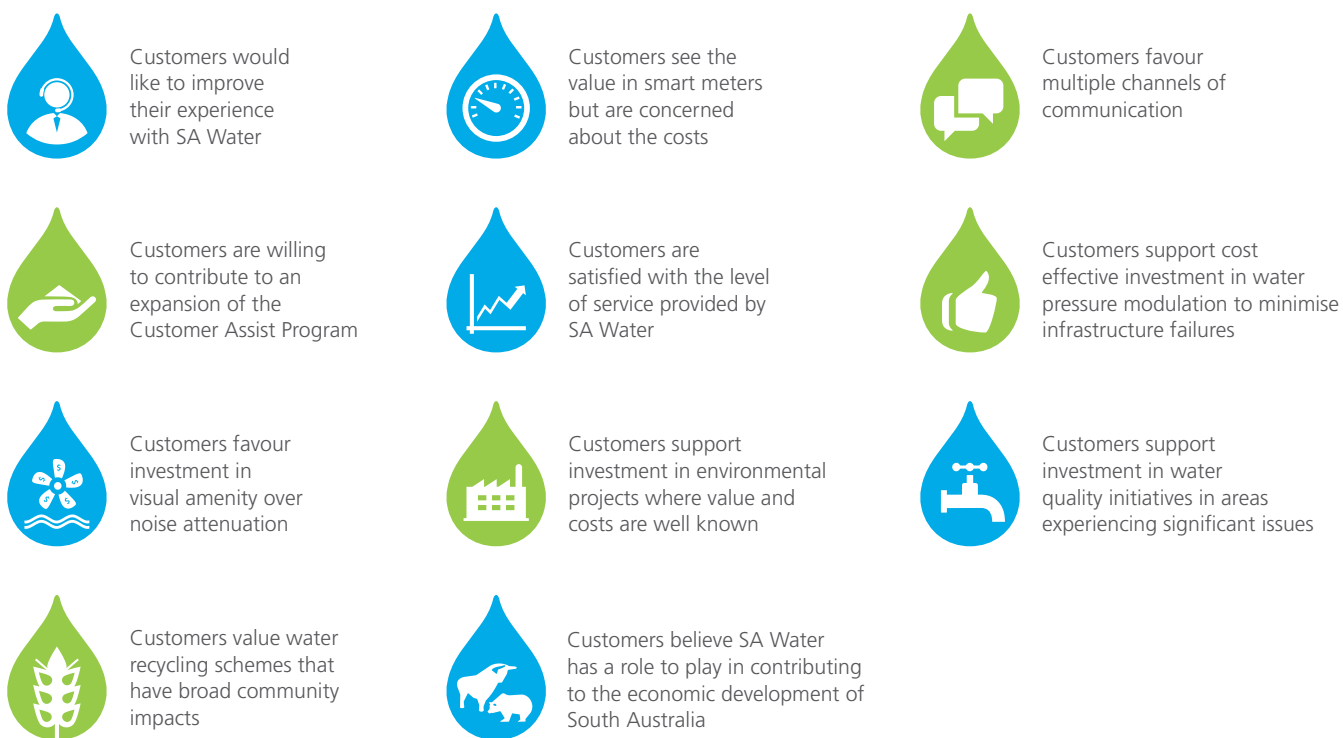 Customers would
like to improve
their experience
with SA Water
Customers see the
value in smart meters
but are concerned
about the costs
Customers favour
multiple channels of
communication
Customers are willing
to contribute to an
expansion of the
Customer Assist Program
Customers are
satisfied with the level
of service provided by
SA Water
Customers support cost
effective investment in water
pressure modulation to minimise
infrastructure failures
Customers favour
investment in
visual amenity over
noise attenuation
Customers support
investment in environmental
projects where value and
costs are well known
Customers support
investment in water
quality initiatives in areas
experiencing significant issues
Customers value water
recycling schemes that
have broad community
impacts
Customers believe SA Water
has a role to play in contributing
to the economic development of
South Australia